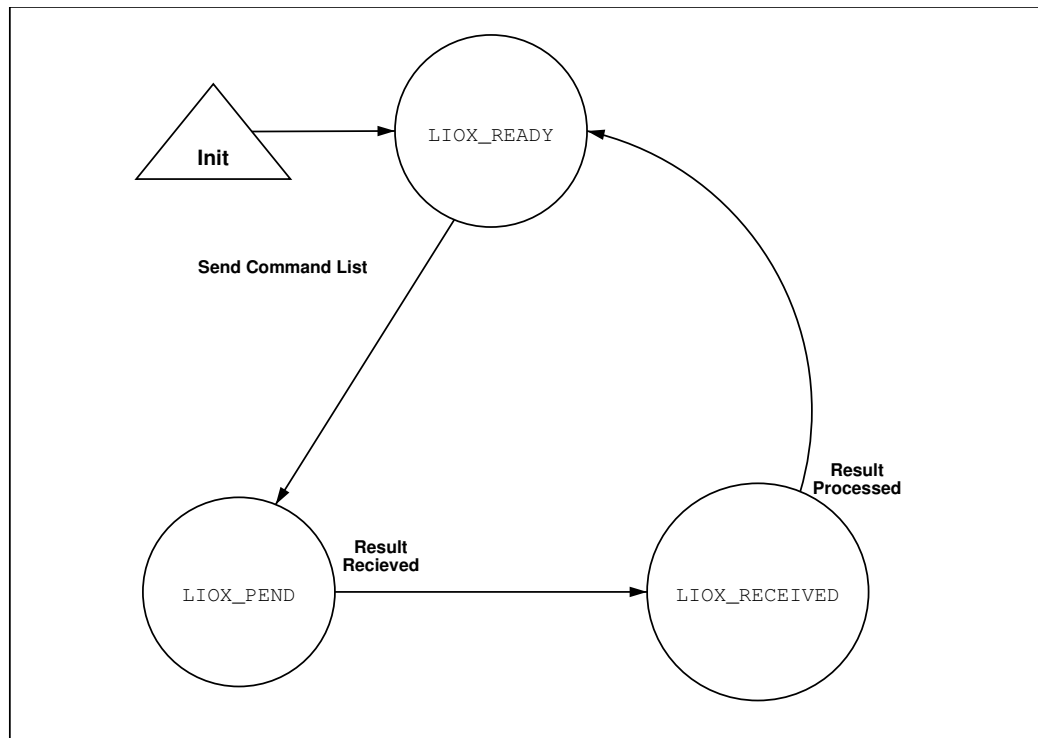 LIOX_READY
Init
Send Command List
Result
Processed
Result
Recieved
LIOX_PEND
LIOX_RECEIVED